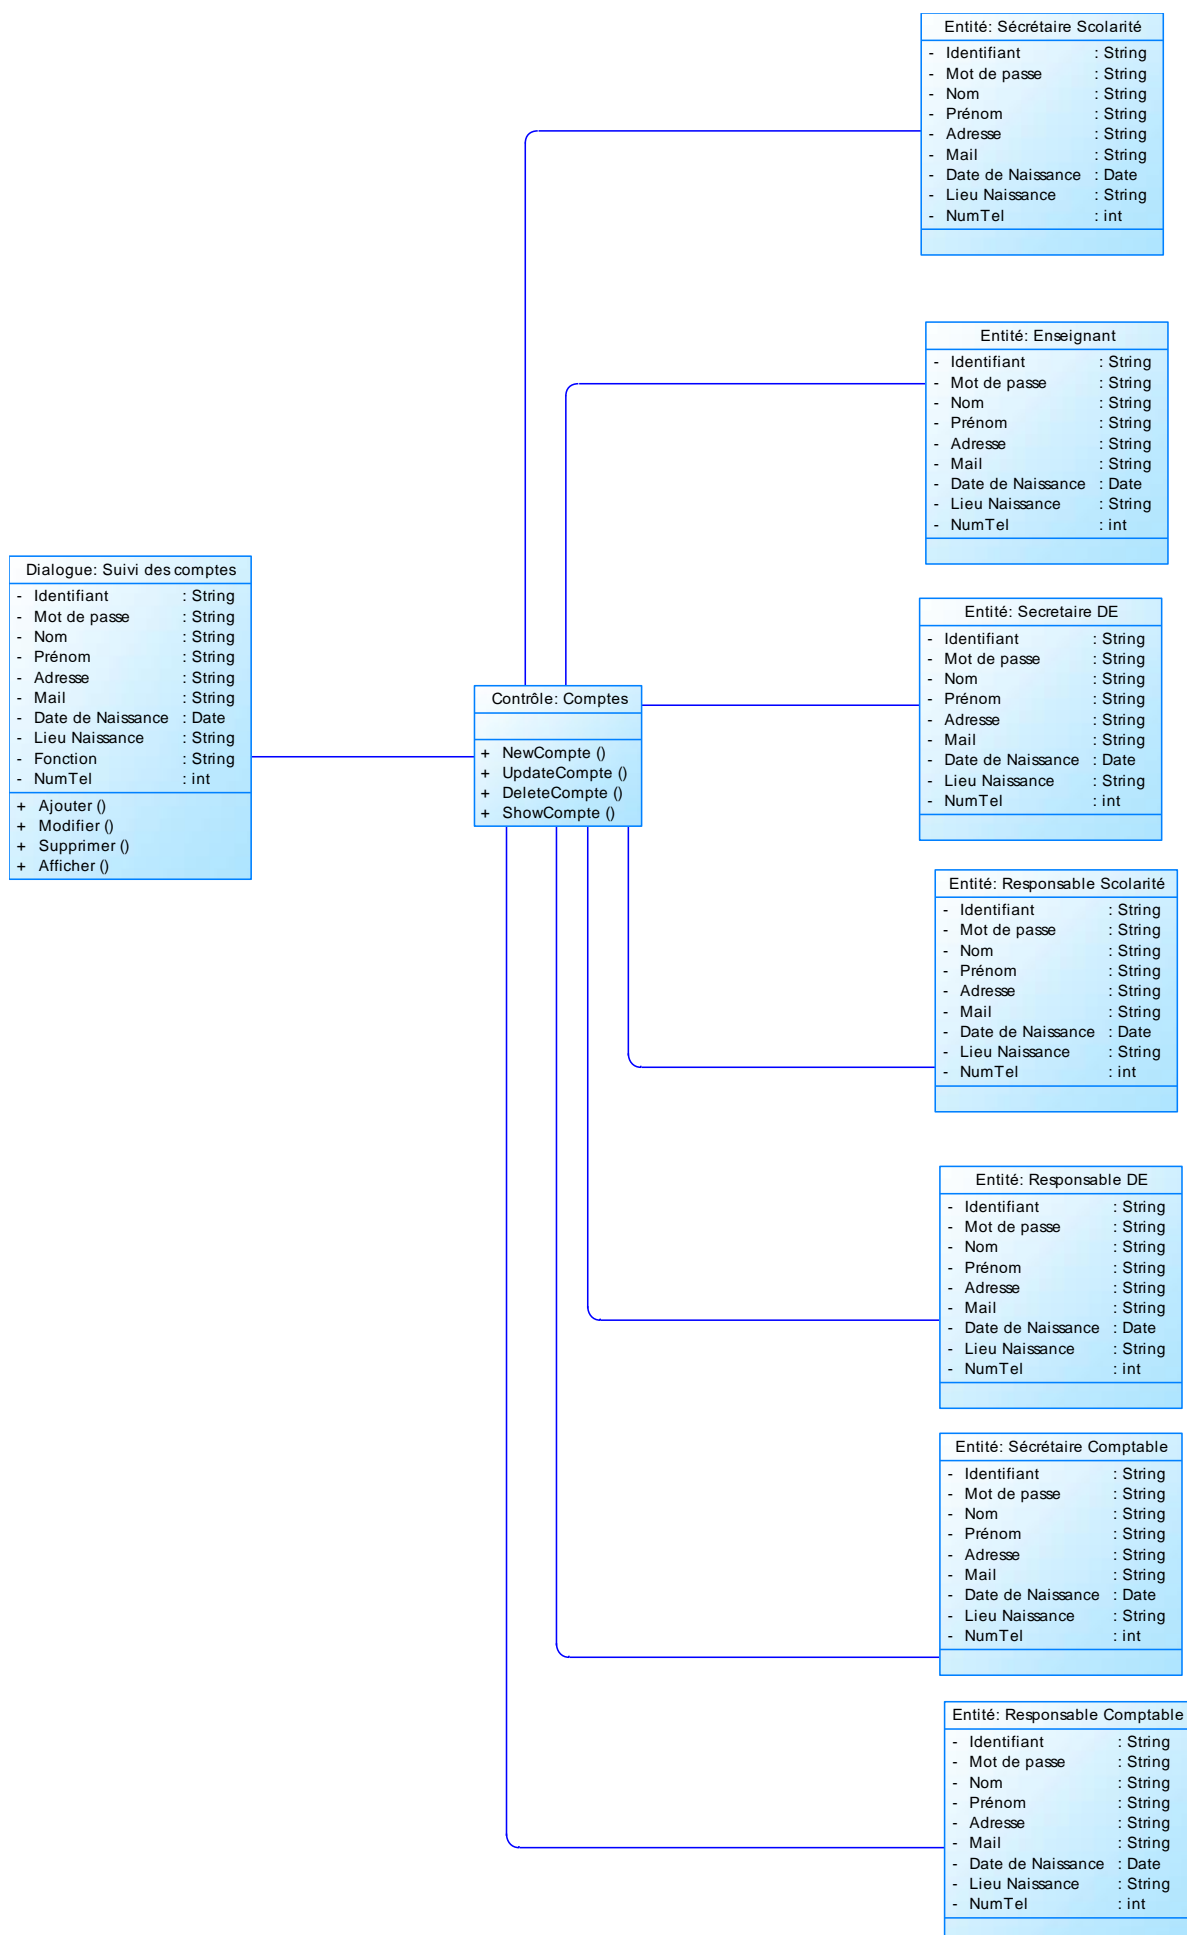 Entité: Sécrétaire Scolarité
- Identifiant : String
- Mot de passe : String
- Nom : String
- Prénom : String
- Adresse : String
- Mail : String
- Date de Naissance : Date
- Lieu Naissance : String
- NumTel : int
Entité: Enseignant
- Identifiant : String
- Mot de passe : String
- Nom : String
- Prénom : String
- Adresse : String
- Mail : String
- Date de Naissance : Date
- Lieu Naissance : String
- NumTel : int
Dialogue: Suivi des comptes
- Identifiant : String
- Mot de passe : String
- Nom : String
- Prénom : String
- Adresse : String
- Mail : String
- Date de Naissance : Date
- Lieu Naissance : String
- Fonction : String
- NumTel : int
+ Ajouter ()
+ Modifier ()
+ Supprimer ()
+ Afficher ()
Contrôle: Comptes
+ NewCompte ()
+ UpdateCompte ()
+ DeleteCompte ()
+ ShowCompte ()
Entité: Secretaire DE
- Identifiant : String
- Mot de passe : String
- Nom : String
- Prénom : String
- Adresse : String
- Mail : String
- Date de Naissance : Date
- Lieu Naissance : String
- NumTel : int
Entité: Responsable Scolarité
- Identifiant : String
- Mot de passe : String
- Nom : String
- Prénom : String
- Adresse : String
- Mail : String
- Date de Naissance : Date
- Lieu Naissance : String
- NumTel : int
Entité: Responsable DE
- Identifiant : String
- Mot de passe : String
- Nom : String
- Prénom : String
- Adresse : String
- Mail : String
- Date de Naissance : Date
- Lieu Naissance : String
- NumTel : int
Entité: Sécrétaire Comptable
- Identifiant : String
- Mot de passe : String
- Nom : String
- Prénom : String
- Adresse : String
- Mail : String
- Date de Naissance : Date
- Lieu Naissance : String
- NumTel : int
Entité: Responsable Comptable
- Identifiant : String
- Mot de passe : String
- Nom : String
- Prénom : String
- Adresse : String
- Mail : String
- Date de Naissance : Date
- Lieu Naissance : String
- NumTel : int